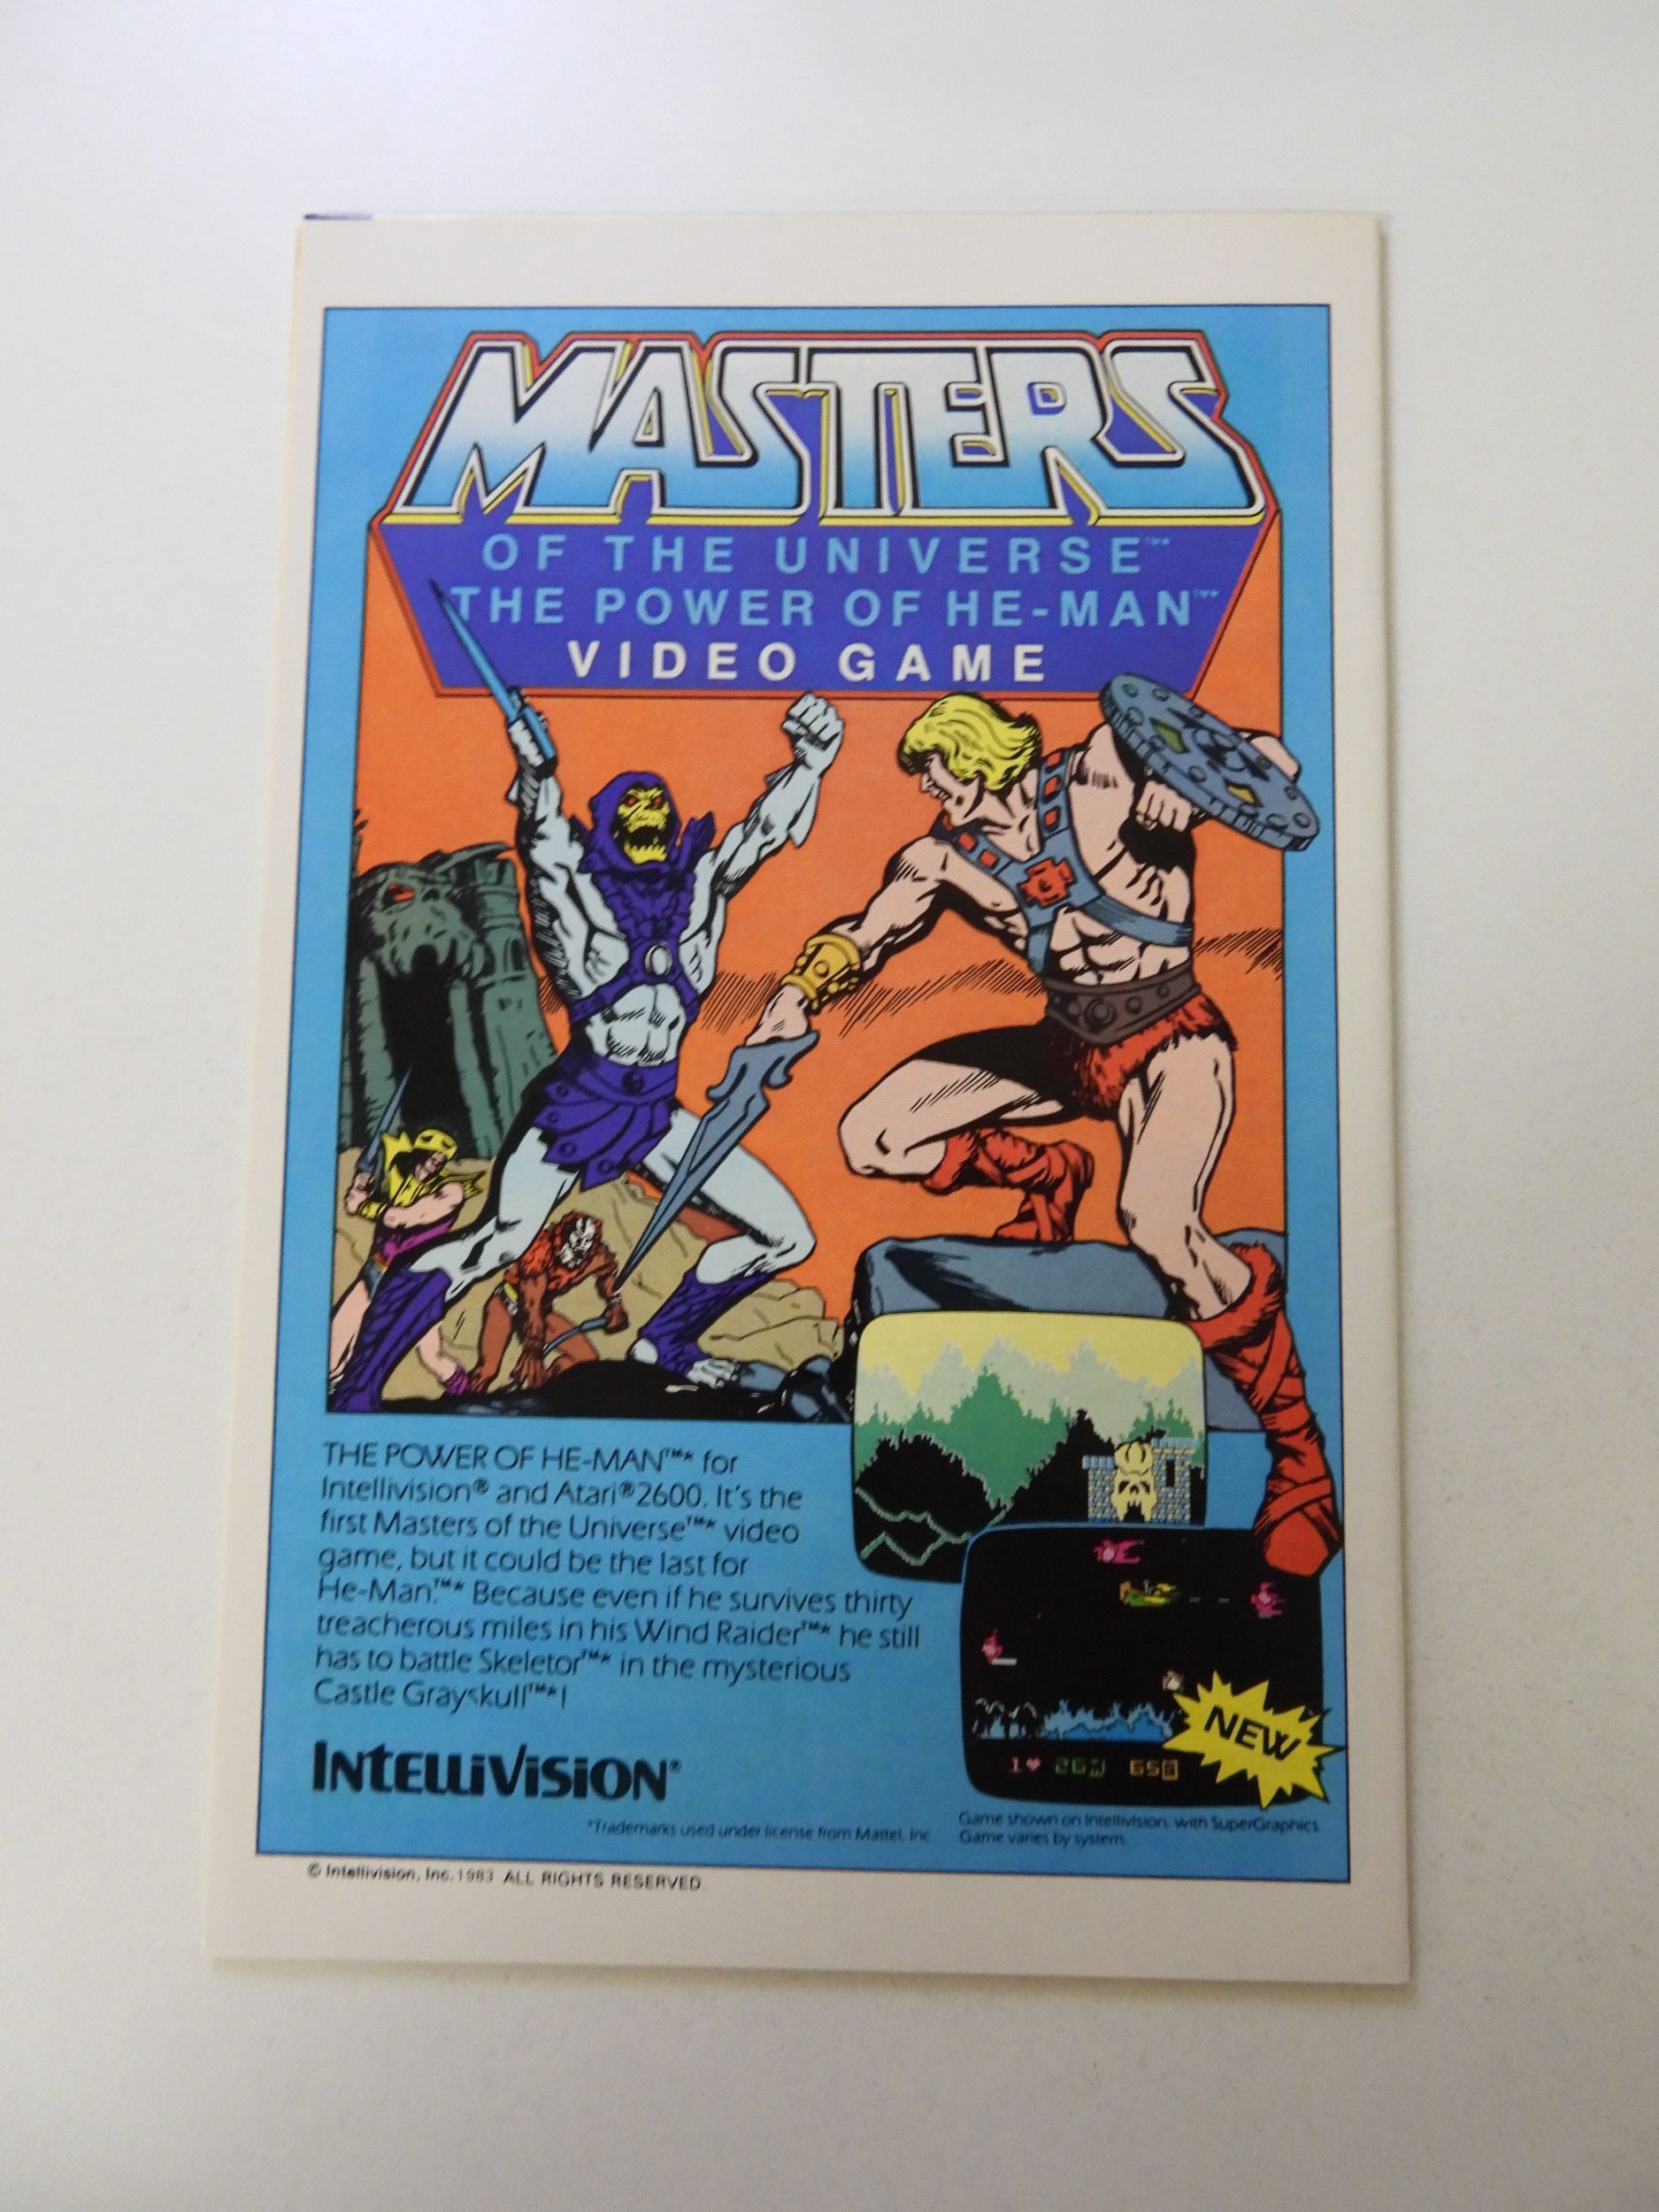 MASTERS
OF THE UNIVERSE™*
THE POWER OF HE-MAN™*
VIDEO GAME
THE POWER OF HE-MAN™* for
Intellivision® and Atari® 2600. It's the
first Masters of the Universe™* video
game, but it could be the last for
He-Man.™* Because even if he survives thirty
treacherous miles in his Wind Raider™* he still
has to battle Skeletor™* in the mysterious
Castle Grayskull™*!
INTELLIVISION®
1♥ 26M 65
NEW
*Trademarks used under license from Mattel, Inc.
Game shown on Intellivision, with SuperGraphics.
Game varies by system.
© Intellivision, Inc. 1983 ALL RIGHTS RESERVED